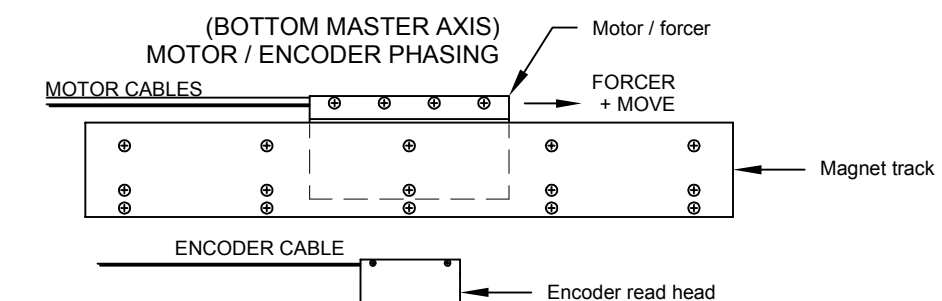 (BOTTOM MASTER AXIS)
MOTOR / ENCODER PHASING
Motor / forcer
MOTOR CABLES
FORCER
+ MOVE
Magnet track
ENCODER CABLE
Encoder read head